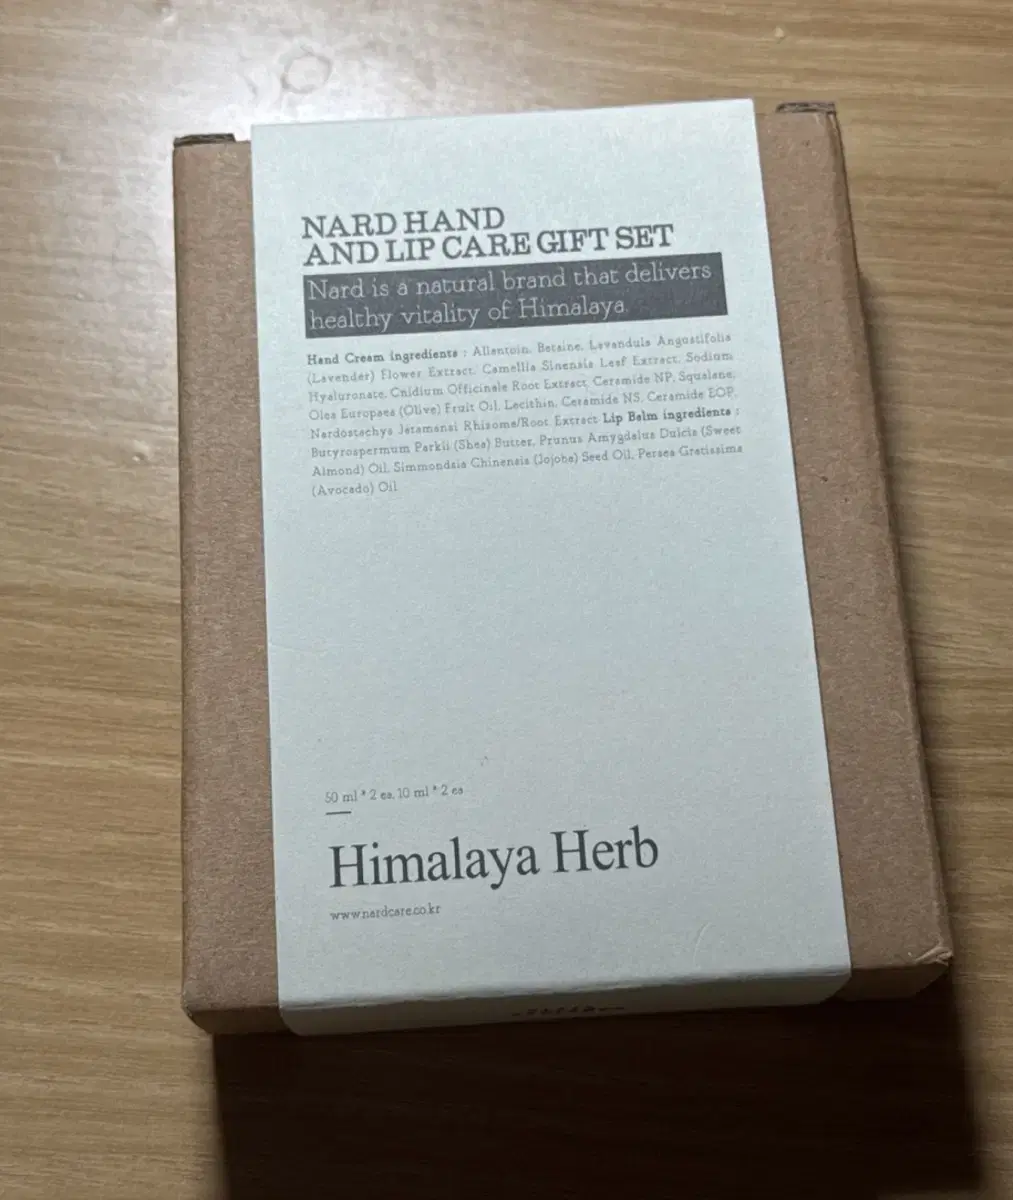 NARD HAND
AND LIP CARE GIFT SET
Nard is a natural brand that delivers
healthy vitality of Himalaya.
Hand Cream ingredients : Allantoin, Betaine, Lavandula Angustifolia
(Lavender) Flower Extract, Camellia Sinensis Leaf Extract, Sodium
Hyaluronate, Cnidium Officinale Root Extract, Ceramide NP, Squalane,
Olea Europaea (Olive) Fruit Oil, Lecithin, Ceramide NS, Ceramide EOP,
Nardostachys Jatamansi Rhizome/Root Extract Lip Balm ingredients :
Butyrospermum Parkii (Shea) Butter, Prunus Amygdalus Dulcis (Sweet
Almond) Oil, Simmondsia Chinensis (Jojoba) Seed Oil, Persea Gratissima
(Avocado) Oil
50 ml * 2 ea, 10 ml * 2 ea
Himalaya Herb
www.nardcare.co.kr